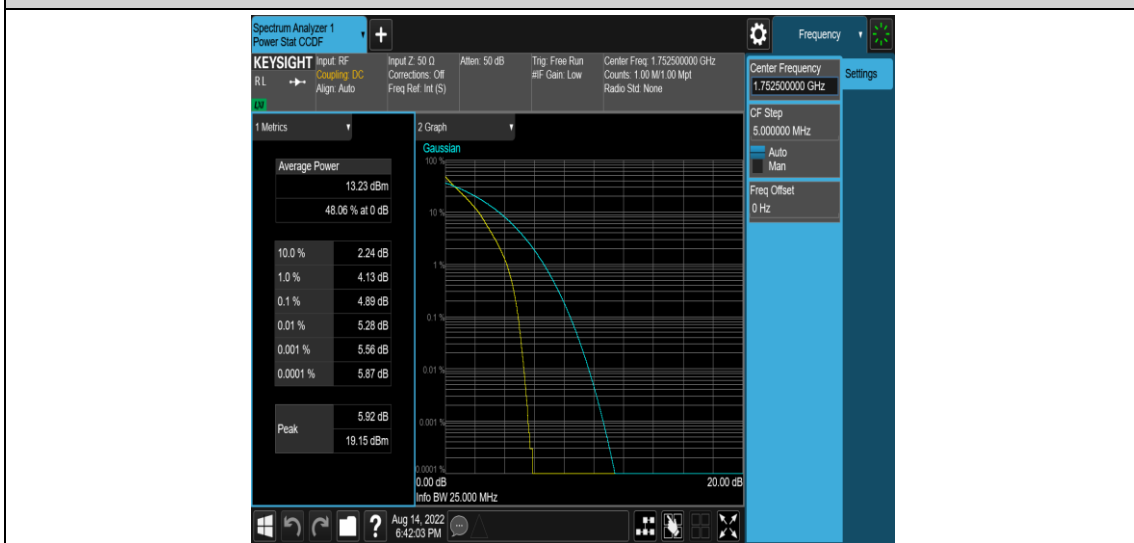 Spectrum Analyzer 1
Power Stat CCDF
+
Frequency
KEYSIGHT
RL
LXI
Input: RF
Coupling: DC
Align: Auto
Input Z: 50 Ω
Corrections: Off
Freq Ref: Int (S)
Atten: 50 dB
Trig: Free Run
#IF Gain: Low
Center Freq: 1.752500000 GHz
Counts: 1.00 M/1.00 Mpt
Radio Std: None
Center Frequency
1.752500000 GHz
Settings
CF Step
5.000000 MHz
Auto
Man
Freq Offset
0 Hz
1 Metrics
Average Power
13.23 dBm
48.06 % at 0 dB
10.0 % 2.24 dB
1.0 % 4.13 dB
0.1 % 4.89 dB
0.01 % 5.28 dB
0.001 % 5.56 dB
0.0001 % 5.87 dB
Peak
5.92 dB
19.15 dBm
2 Graph
Gaussian
100 %
10 %
1 %
0.1 %
0.01 %
0.001 %
0.0001 %
0.00 dB 20.00 dB
Info BW 25.000 MHz
?
Aug 14, 2022
6:42:03 PM